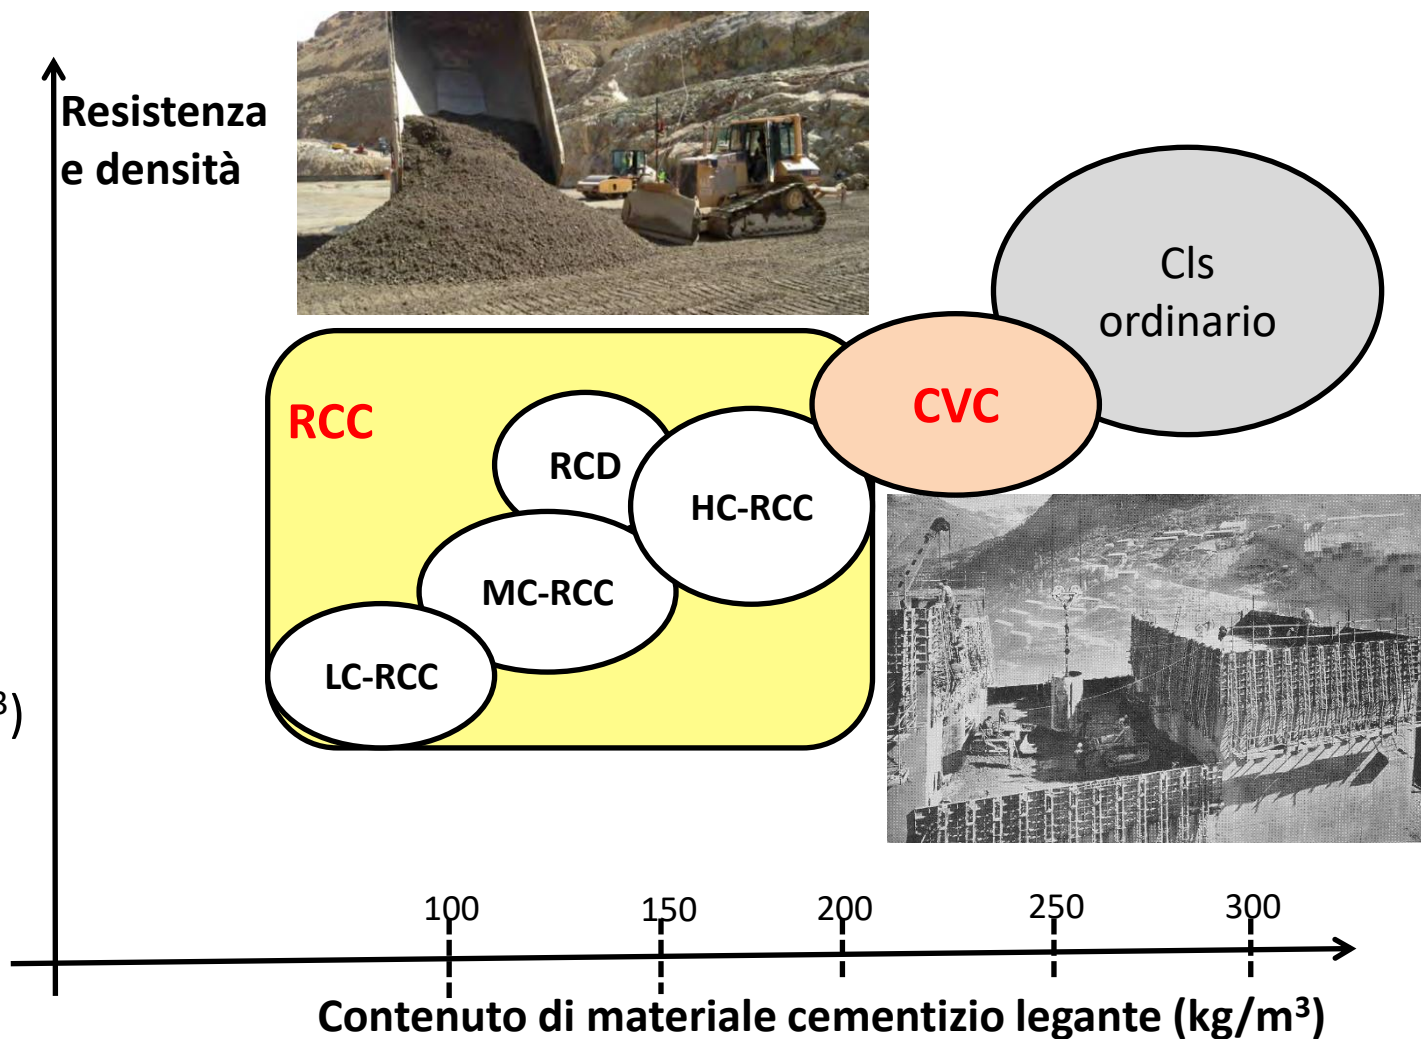 Resistenza
e densità
Cls
ordinario
CVC
RCC
RCD
HC-RCC
MC-RCC
LC-RCC
³)
100
150
200
250
300
Contenuto di materiale cementizio legante (kg/m³)